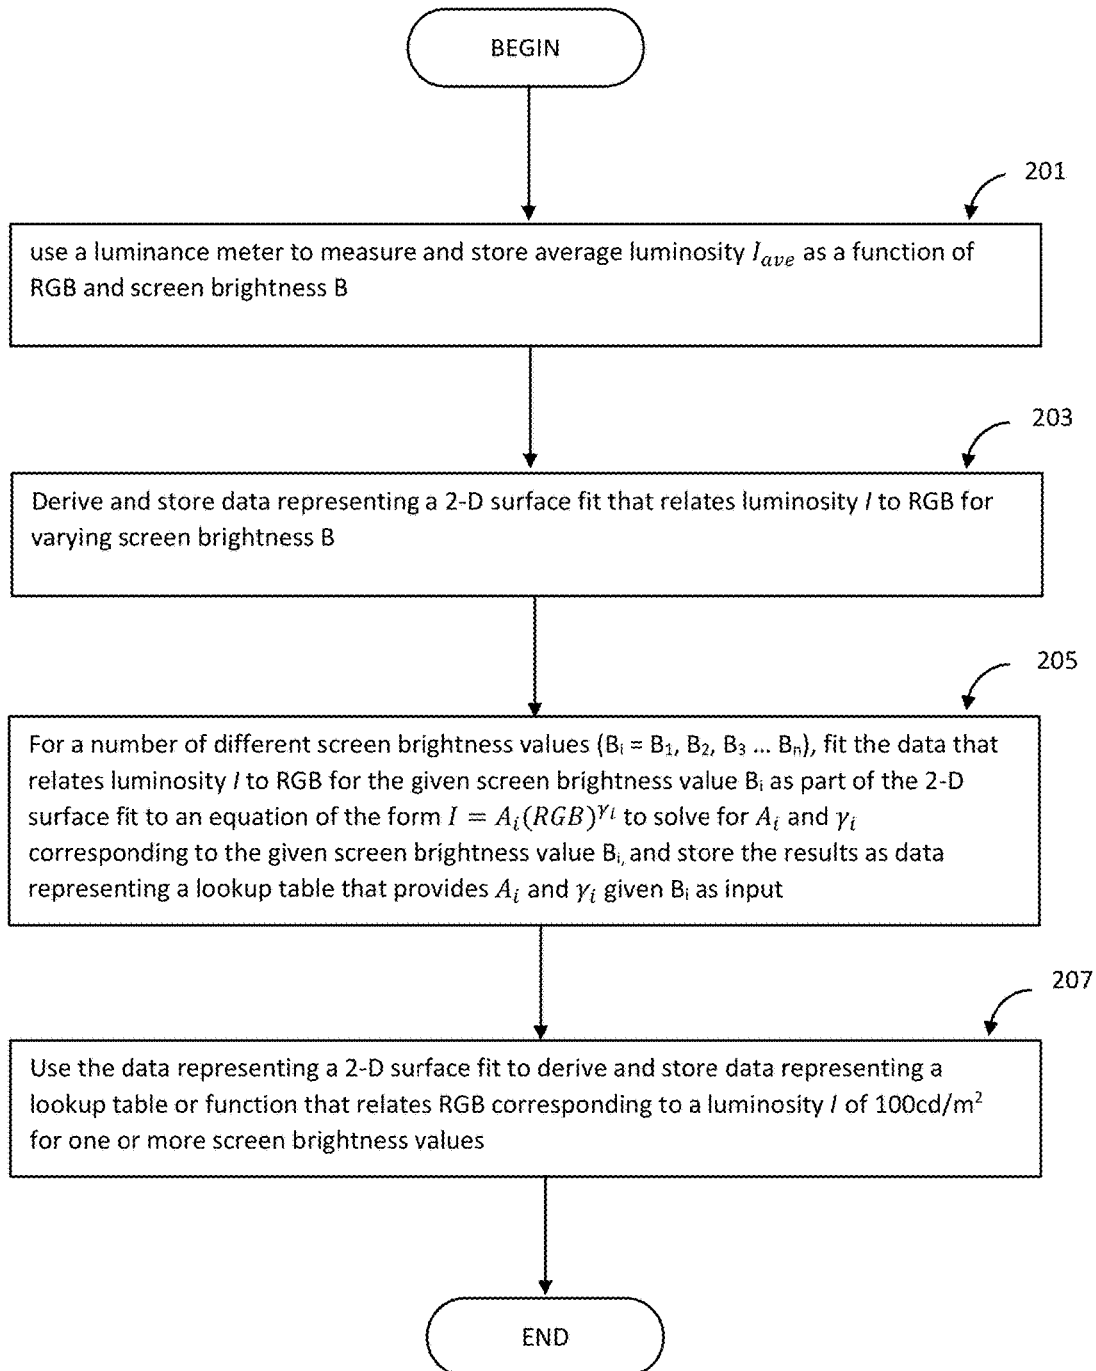 BEGIN
201
use a luminance meter to measure and store average luminosity I_ave as a function of
RGB and screen brightness B
203
Derive and store data representing a 2-D surface fit that relates luminosity I to RGB for
varying screen brightness B
205
For a number of different screen brightness values (Bᵢ = B₁, B₂, B₃ ... Bₙ), fit the data that
relates luminosity I to RGB for the given screen brightness value Bᵢ as part of the 2-D
surface fit to an equation of the form I = Aᵢ(RGB)^γᵢ to solve for Aᵢ and γᵢ
corresponding to the given screen brightness value Bᵢ, and store the results as data
representing a lookup table that provides Aᵢ and γᵢ given Bᵢ as input
207
Use the data representing a 2-D surface fit to derive and store data representing a
lookup table or function that relates RGB corresponding to a luminosity I of 100cd/m²
for one or more screen brightness values
END